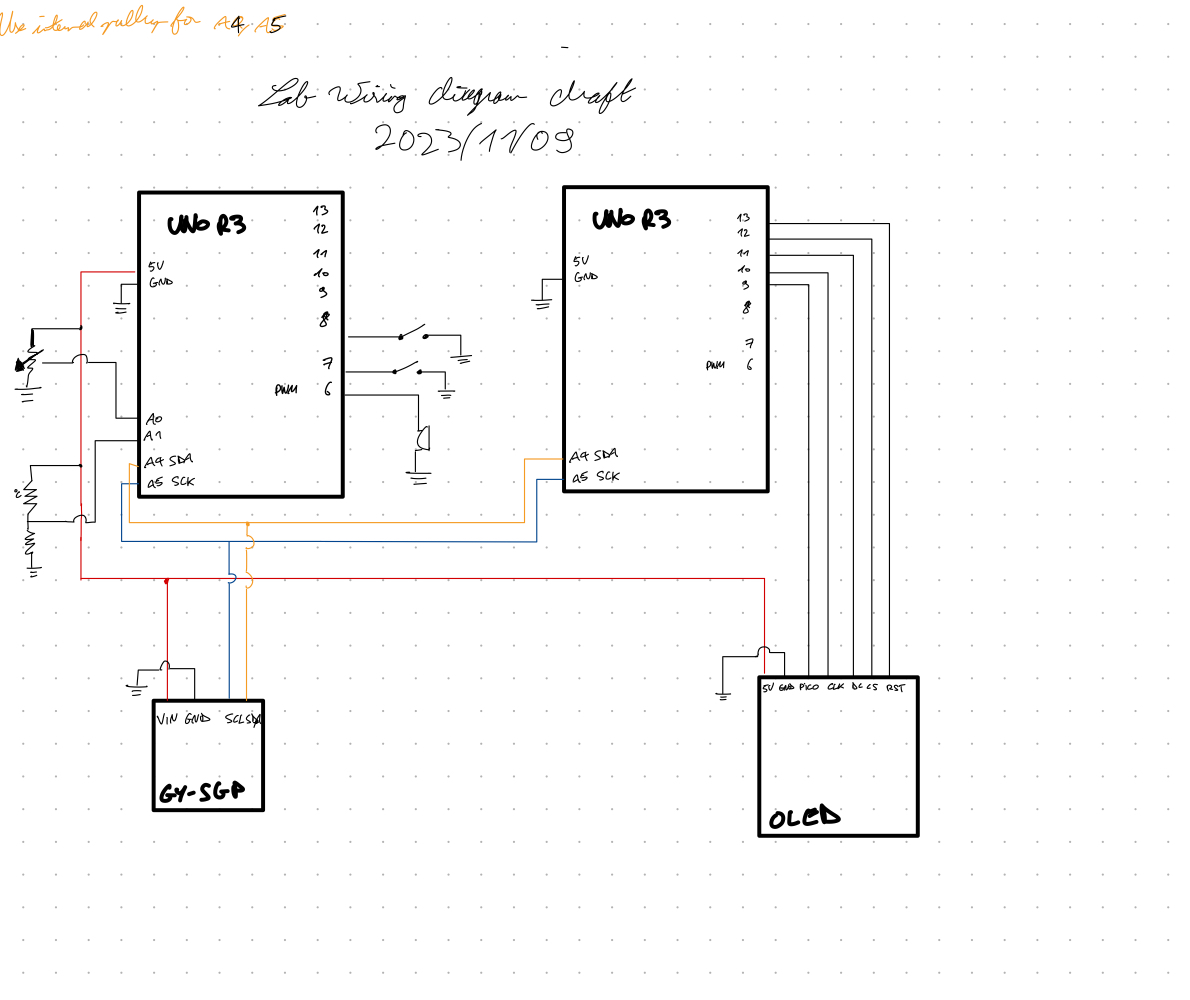 Use internal pullup for A4, A5
Lab wiring diagram draft
2023/11/09
UNO R3
13
12
11
10
9
8
7
PWM 6
5V
GND
A0
A1
A4 SDA
A5 SCK
UNO R3
13
12
11
10
9
8
7
PWM 6
5V
GND
A4 SDA
A5 SCK
VIN GND SCL SDA
GY-SGP
5V GND PICO CLK DC CS RST
OLED